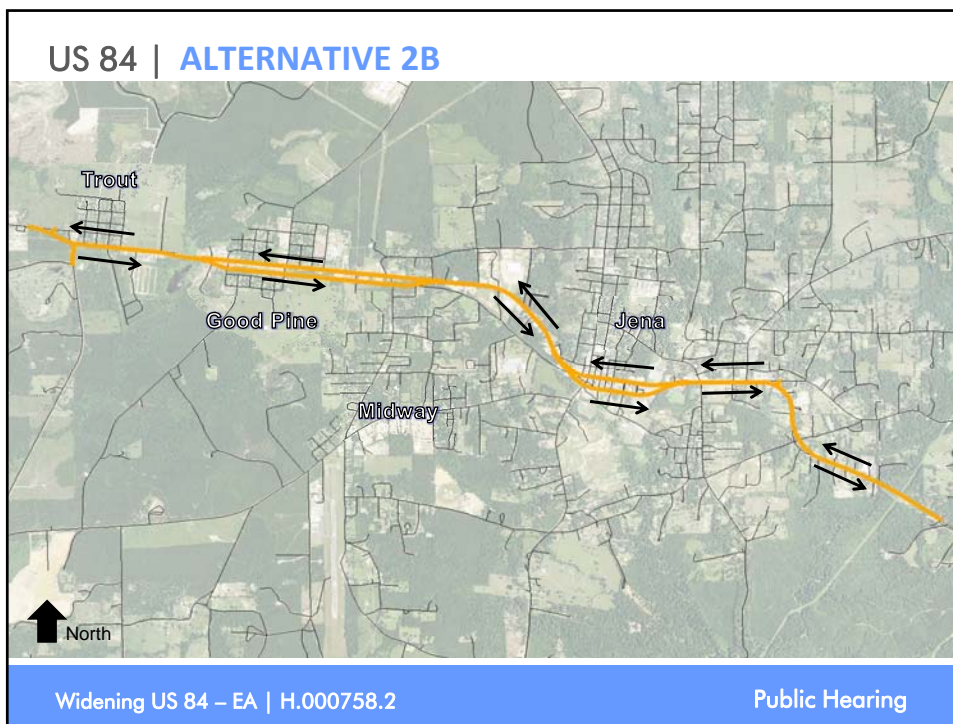 US 84 | ALTERNATIVE 2B
Trout
Good Pine
Jena
Midway
North
Widening US 84 – EA | H.000758.2
Public Hearing